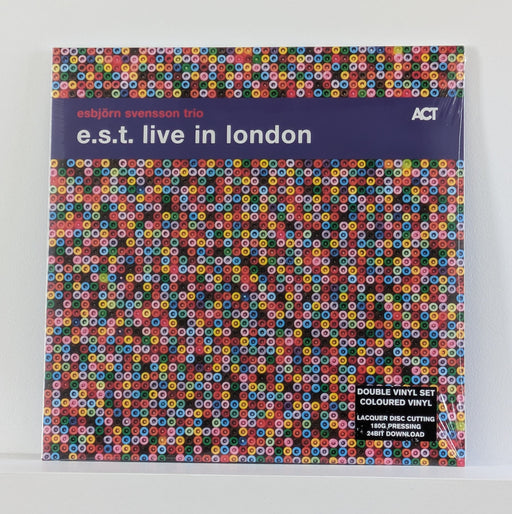 esbjörn svensson trio
e.s.t. live in london
ACT
DOUBLE VINYL SET
COLOURED VINYL
LACQUER DISC CUTTING
180G PRESSING
24BIT DOWNLOAD